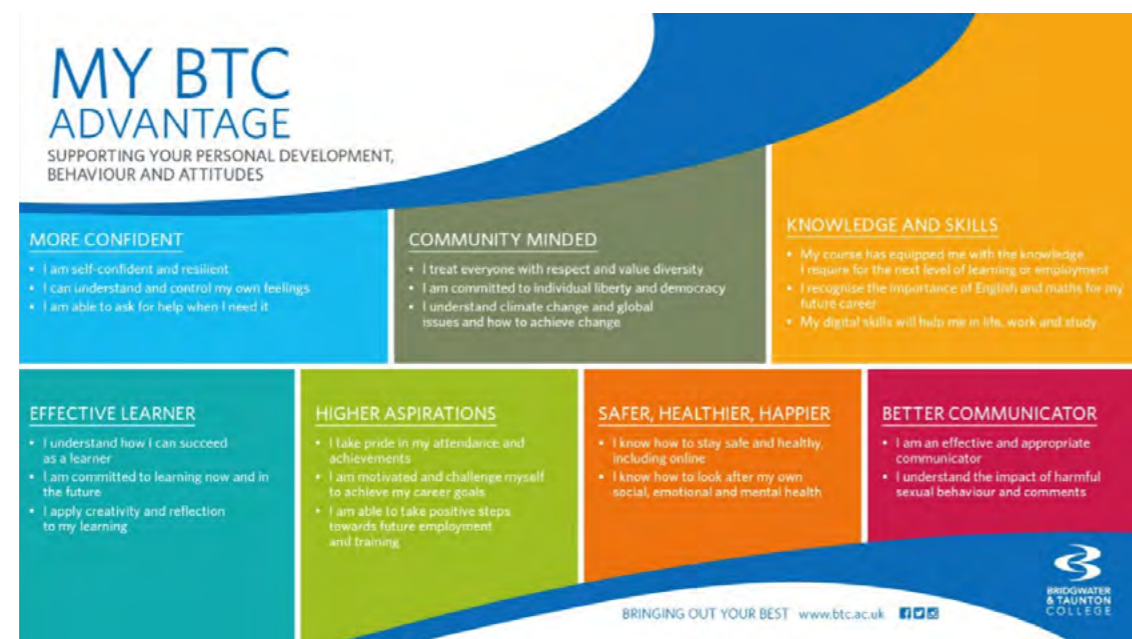 MY BTC
ADVANTAGE
SUPPORTING YOUR PERSONAL DEVELOPMENT,
BEHAVIOUR AND ATTITUDES
MORE CONFIDENT
• I am self-confident and resilient
• I can understand and control my own feelings
• I am able to ask for help when I need it
COMMUNITY MINDED
• I treat everyone with respect and value diversity
• I am committed to individual liberty and democracy
• I understand climate change and global
issues and how to achieve change
KNOWLEDGE AND SKILLS
• My course has equipped me with the knowledge
I require for the next level of learning or employment
• I recognise the importance of English and maths for my
future career
• My digital skills will help me in life, work and study
EFFECTIVE LEARNER
• I understand how I can succeed
as a learner
• I am committed to learning now and in
the future
• I apply creativity and reflection
to my learning
HIGHER ASPIRATIONS
• I take pride in my attendance and
achievements
• I am motivated and challenge myself
to achieve my career goals
• I am able to take positive steps
towards future employment
and training
SAFER, HEALTHIER, HAPPIER
• I know how to stay safe and healthy,
including online
• I know how to look after my own
social, emotional and mental health
BETTER COMMUNICATOR
• I am an effective and appropriate
communicator
• I understand the impact of harmful
sexual behaviour and comments
BRINGING OUT YOUR BEST www.btc.ac.uk
BRIDGWATER
& TAUNTON
COLLEGE